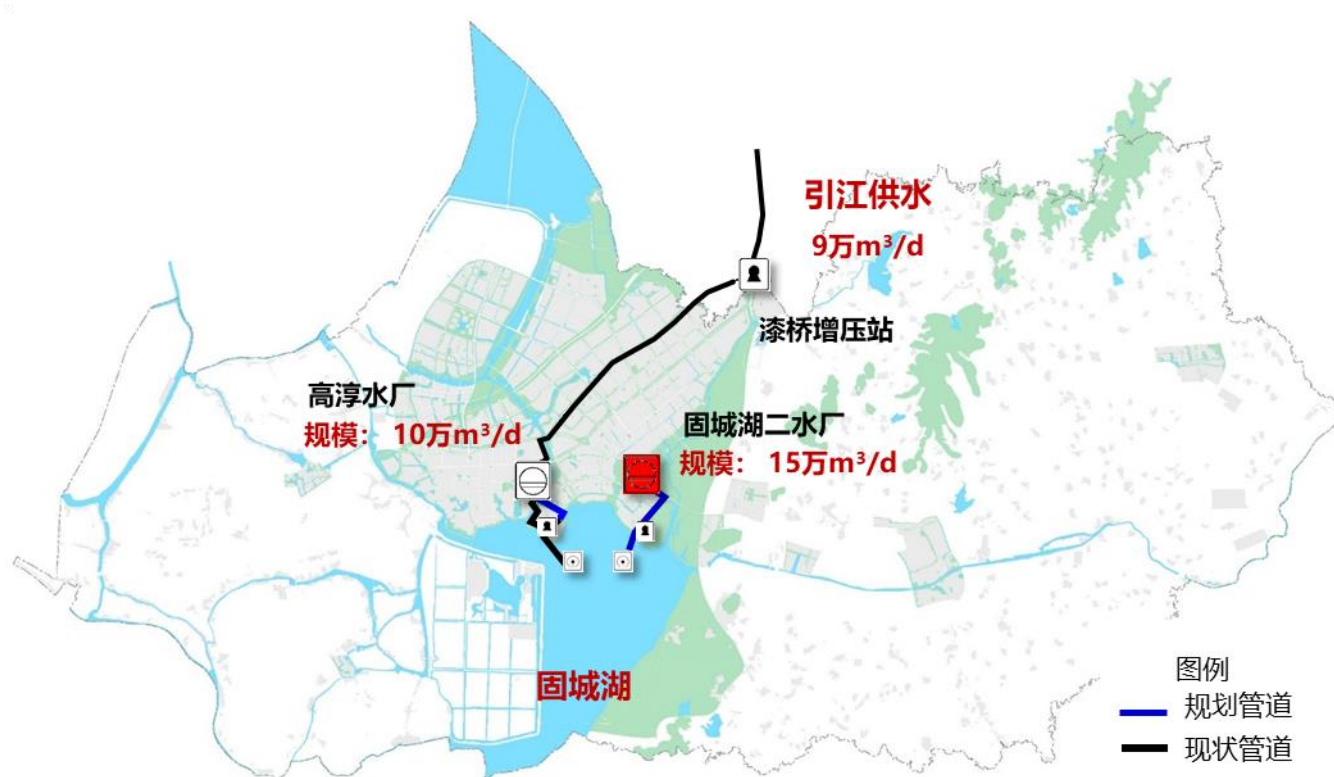 引江供水
9万m³/d
漆桥增压站
高淳水厂
规模： 10万m³/d
固城湖二水厂
规模： 15万m³/d
固城湖
图例
规划管道
现状管道